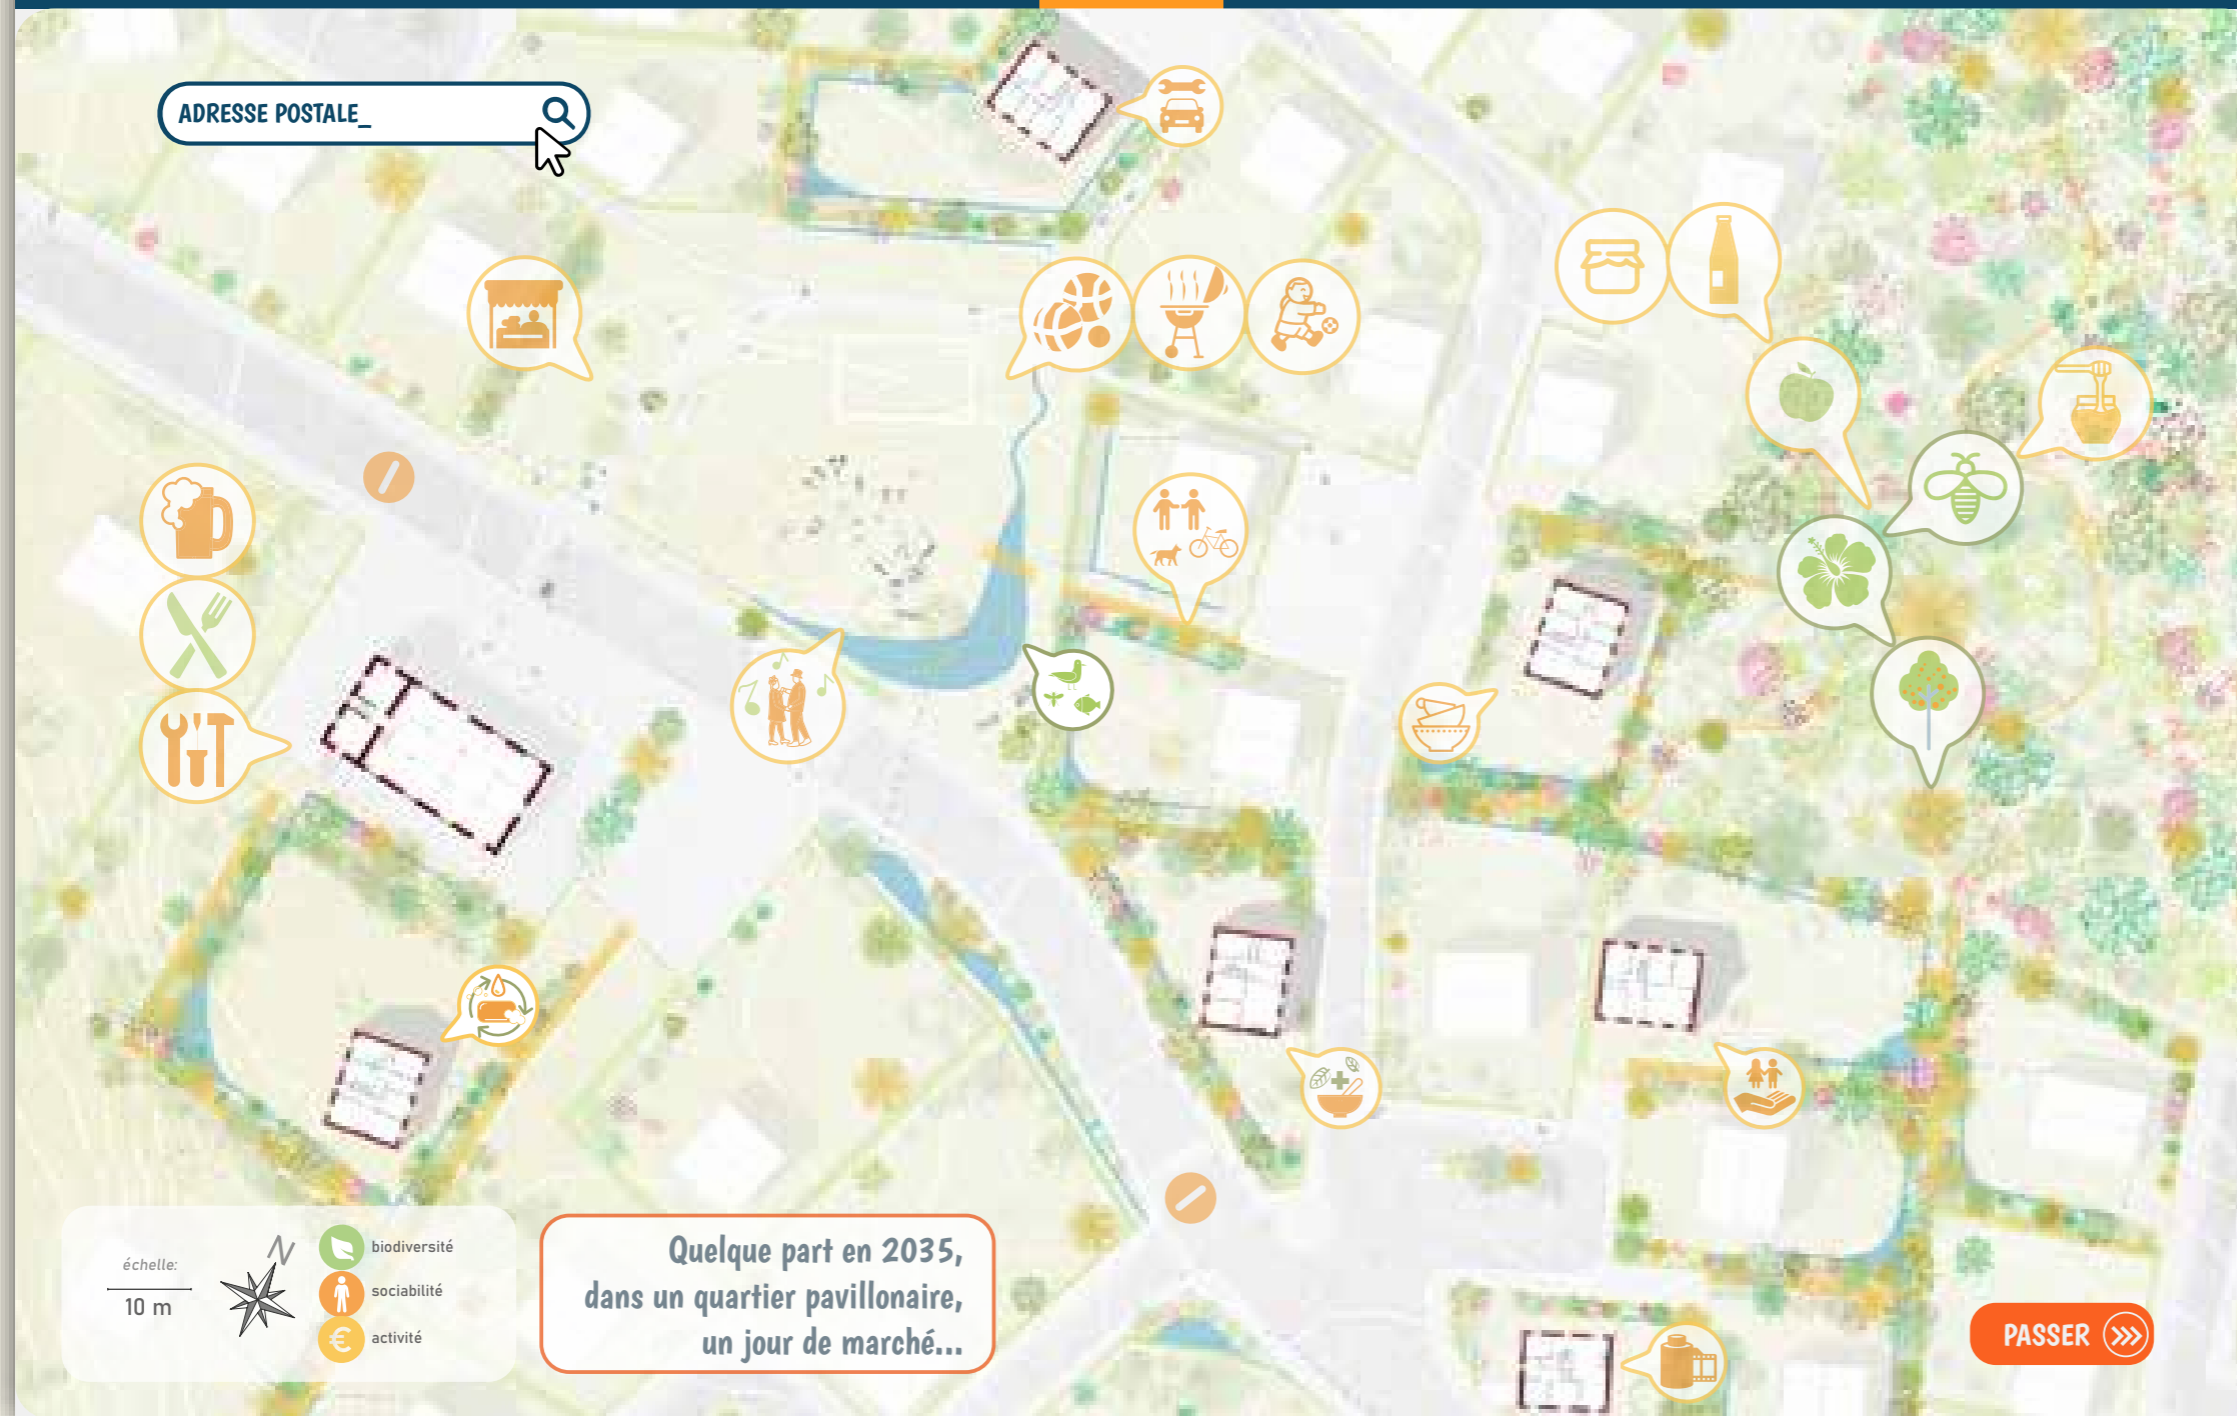 ADRESSE POSTALE_
échelle:
10 m
N
biodiversité
sociabilité
€
activité
Quelque part en 2035,
dans un quartier pavillonaire,
un jour de marché...
PASSER